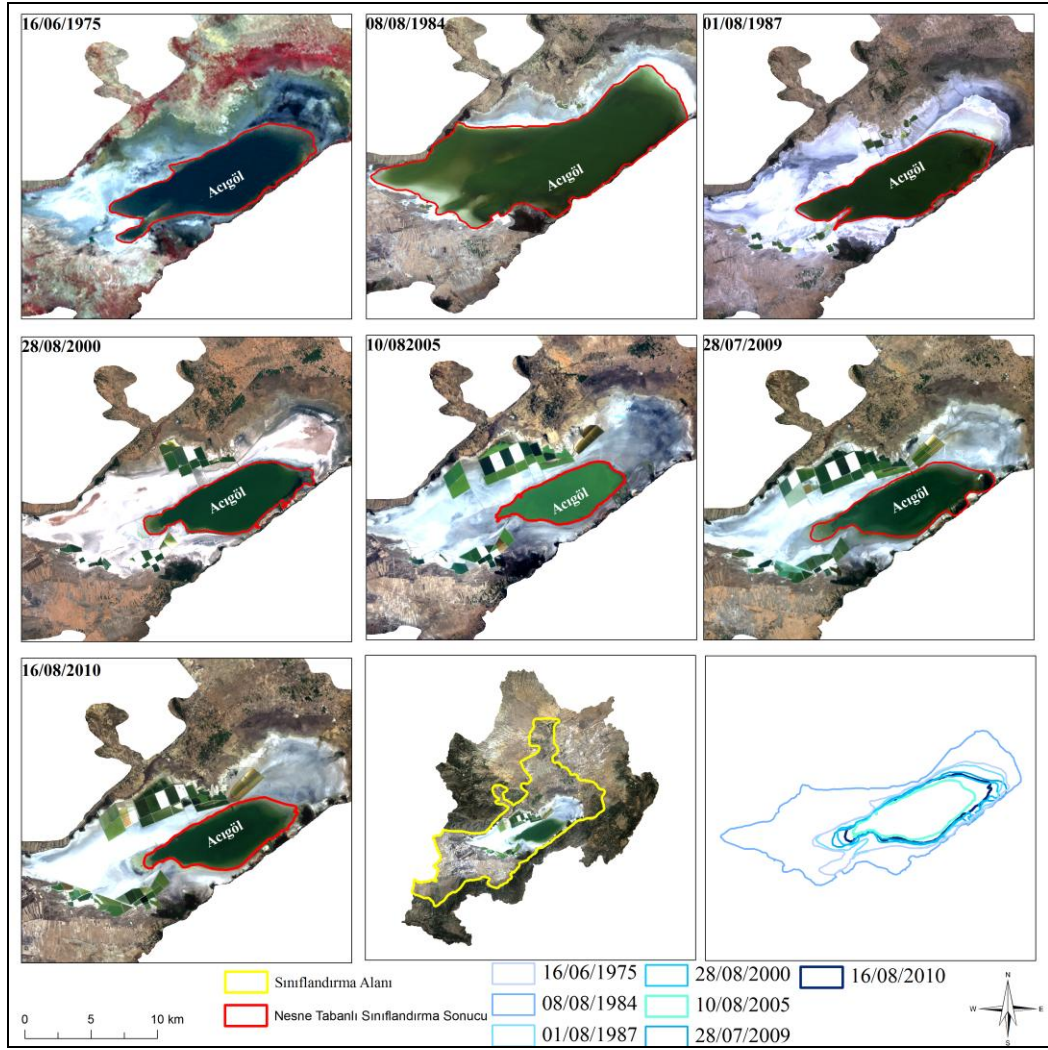 16/06/1975
08/08/1984
01/08/1987
Acıgöl
Acıgöl
Acıgöl
28/08/2000
10/082005
28/07/2009
Acıgöl
Acıgöl
Acıgöl
16/08/2010
Acıgöl
Sınıflandırma Alanı
Nesne Tabanlı Sınıflandırma Sonucu
16/06/1975
28/08/2000
16/08/2010
08/08/1984
10/08/2005
01/08/1987
28/07/2009
0 5 10 km
N
W E
S